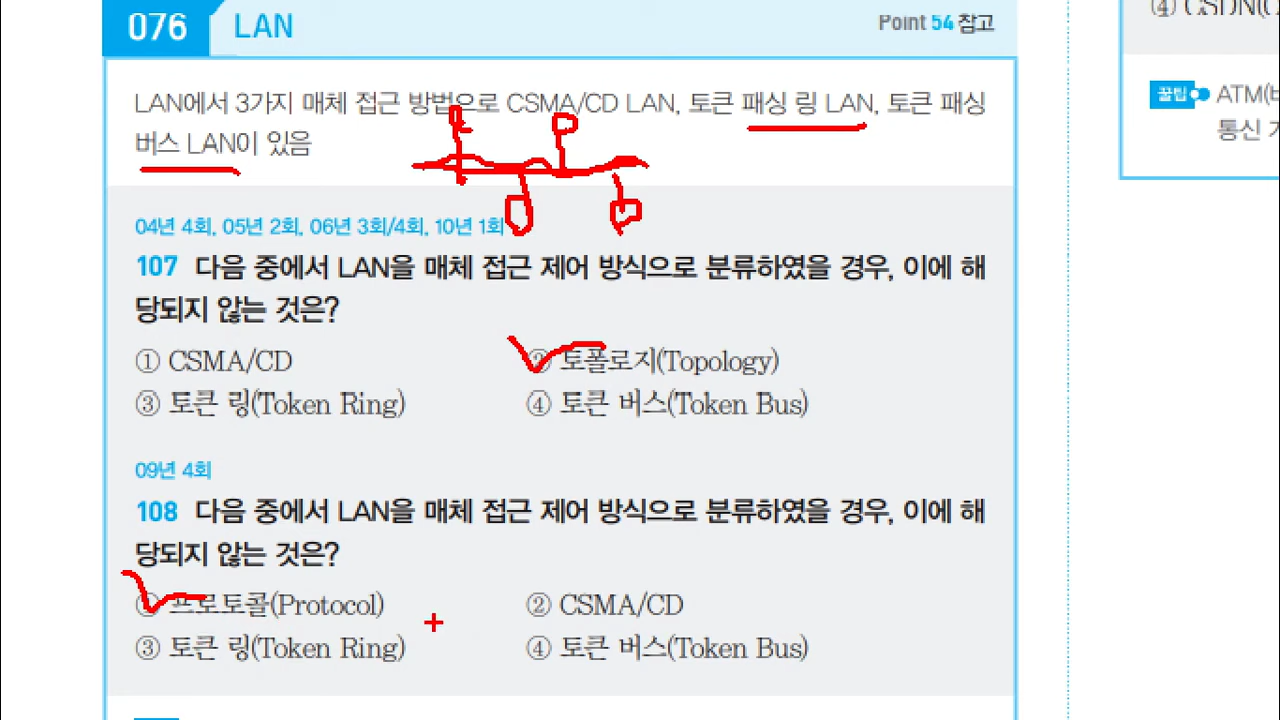 076 LAN Point 54 참고
LAN에서 3가지 매체 접근 방법으로 CSMA/CD LAN, 토큰 패싱 링 LAN, 토큰 패싱
버스 LAN이 있음
04년 4회, 05년 2회, 06년 3회/4회, 10년 1회
107 다음 중에서 LAN을 매체 접근 제어 방식으로 분류하였을 경우, 이에 해
당되지 않는 것은?
① CSMA/CD ② 토폴로지(Topology)
③ 토큰 링(Token Ring) ④ 토큰 버스(Token Bus)
09년 4회
108 다음 중에서 LAN을 매체 접근 제어 방식으로 분류하였을 경우, 이에 해
당되지 않는 것은?
① 프로토콜(Protocol) ② CSMA/CD
③ 토큰 링(Token Ring) ④ 토큰 버스(Token Bus)
꿀팁 ATM(
통신